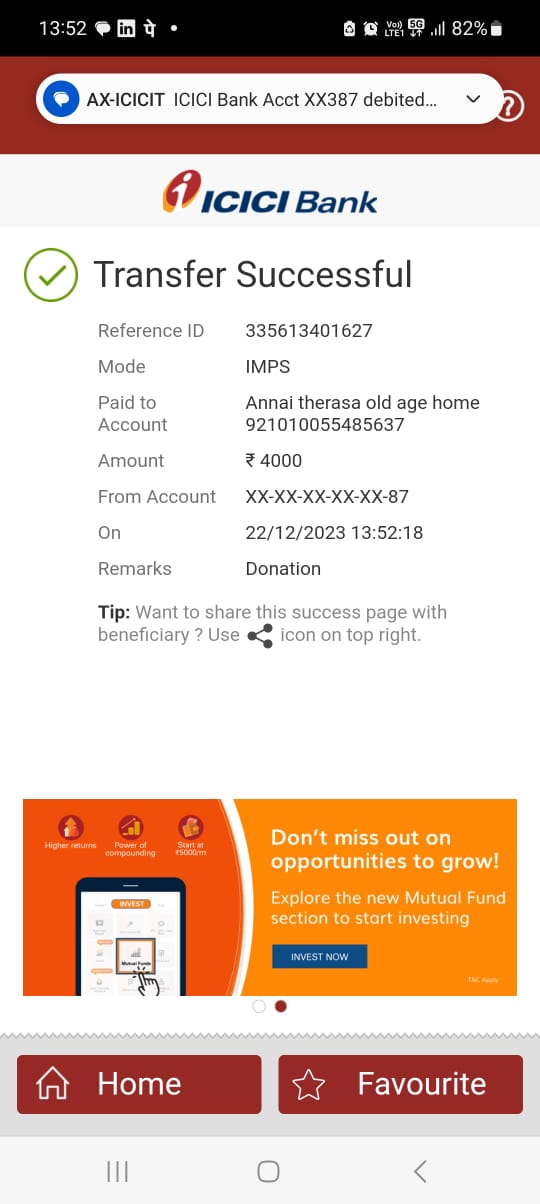 13:52 in पे • Vo)) LTE1 5G 82%
AX-ICICIT ICICI Bank Acct XX387 debited...
?
ICICI Bank
Transfer Successful
Reference ID 335613401627
Mode IMPS
Paid to Annai therasa old age home
Account 921010055485637
Amount ₹ 4000
From Account XX-XX-XX-XX-XX-87
On 22/12/2023 13:52:18
Remarks Donation
Tip: Want to share this success page with
beneficiary ? Use icon on top right.
Higher returns Power of compounding Start at ₹5000/m
Don't miss out on
opportunities to grow!
Explore the new Mutual Fund
section to start investing
INVEST
Mutual Funds
INVEST NOW
T&C Apply
Home Favourite